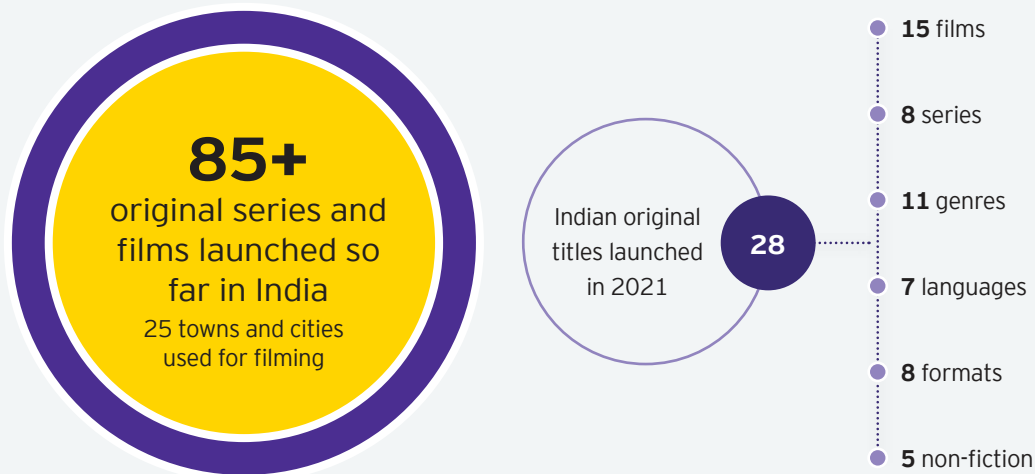 85+
original series and
films launched so
far in India
25 towns and cities
used for filming
Indian original
titles launched
in 2021
28
15 films
8 series
11 genres
7 languages
8 formats
5 non-fiction